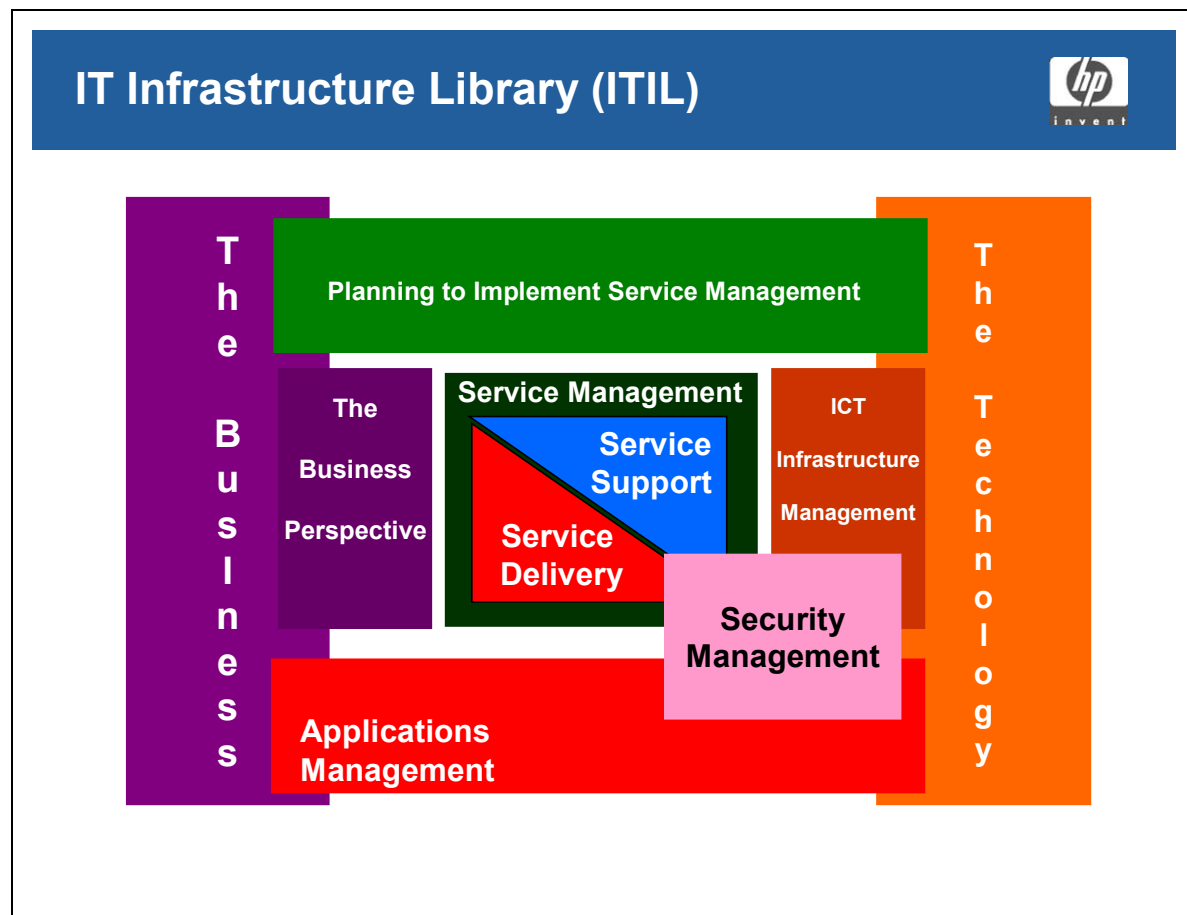 IT Infrastructure Library (ITIL)
hp
invent
The BusIness
Planning to Implement Service Management
The Technology
The
Business
Perspective
Service Management
Service
Support
Service
Delivery
ICT
Infrastructure
Management
Security
Management
Applications
Management